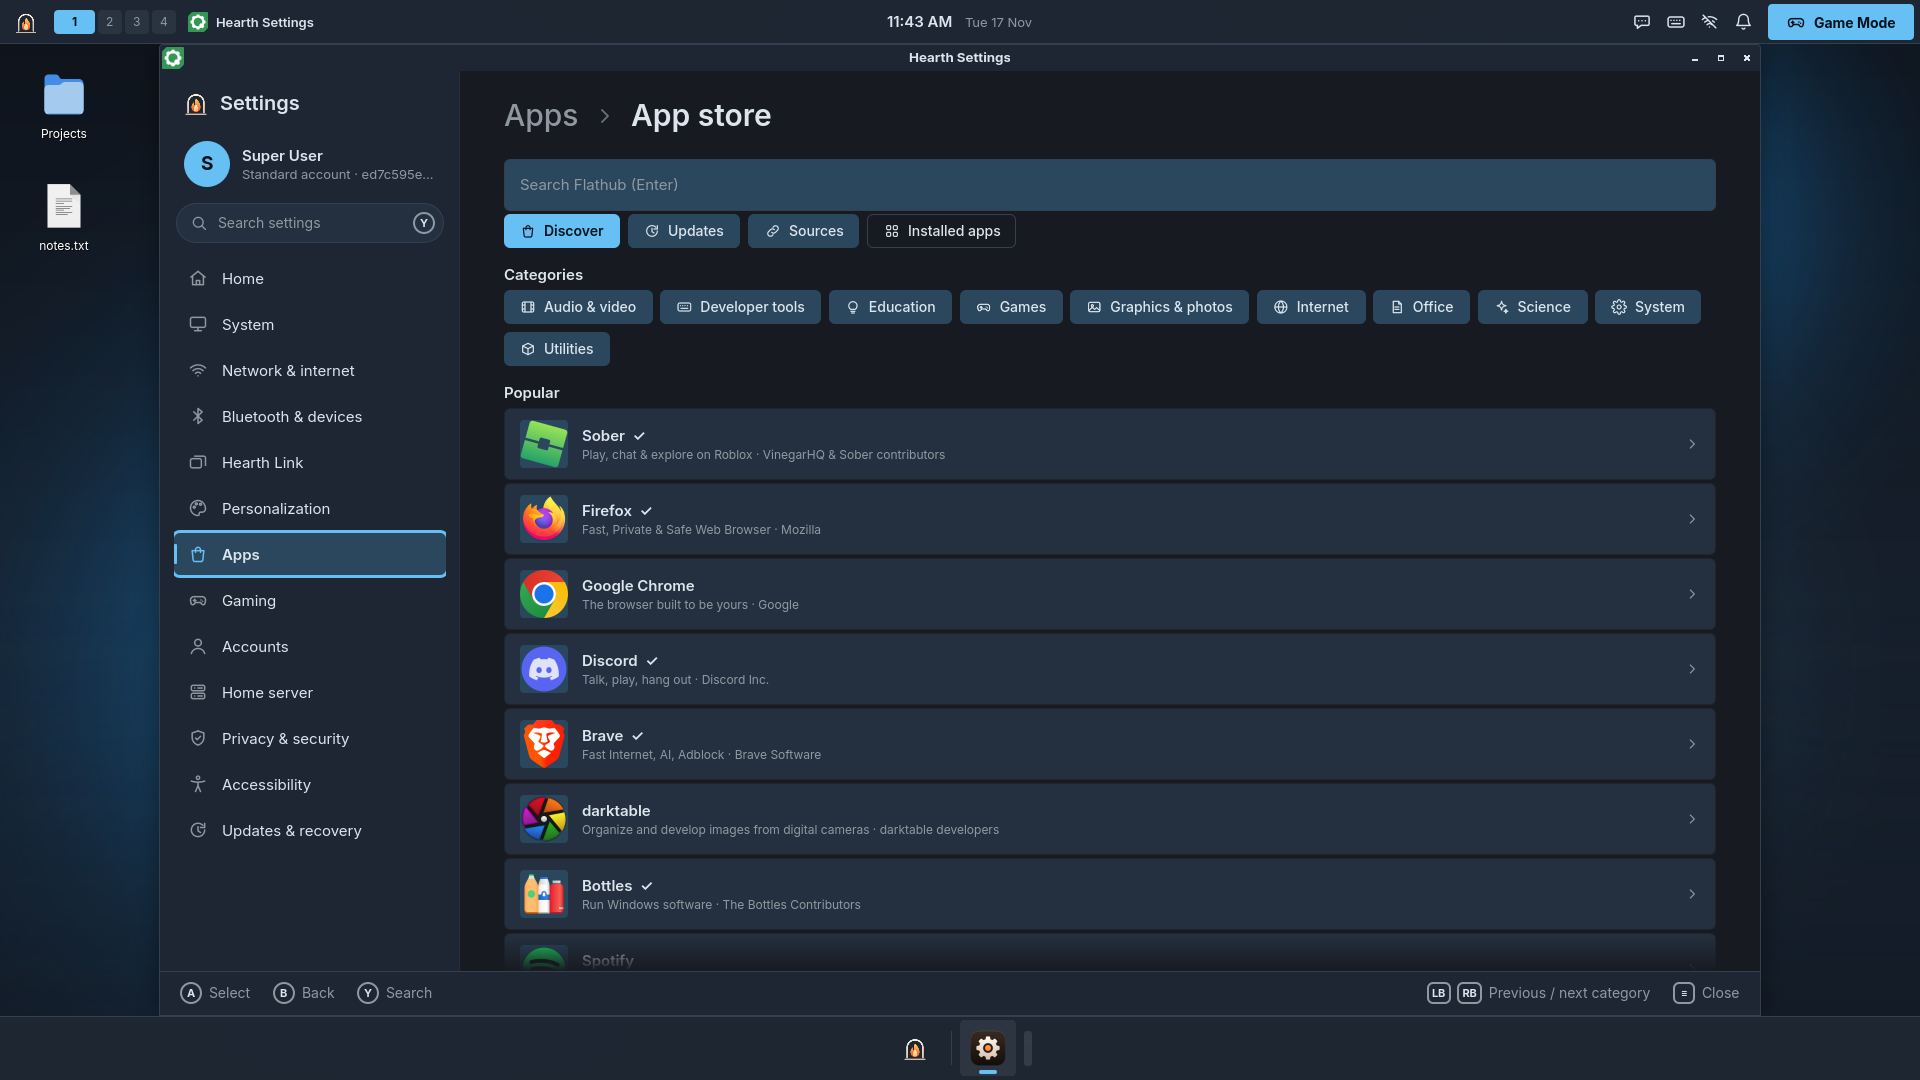 1 2 3 4 Hearth Settings
11:43 AM Tue 17 Nov
Game Mode
Hearth Settings
Projects
notes.txt
Settings
S
Super User
Standard account · ed7c595e...
Search settings Y
Home
System
Network & internet
Bluetooth & devices
Hearth Link
Personalization
Apps
Gaming
Accounts
Home server
Privacy & security
Accessibility
Updates & recovery
Apps App store
Search Flathub (Enter)
Discover Updates Sources Installed apps
Categories
Audio & video Developer tools Education Games Graphics & photos Internet Office Science System
Utilities
Popular
Sober
Play, chat & explore on Roblox · VinegarHQ & Sober contributors
Firefox
Fast, Private & Safe Web Browser · Mozilla
Google Chrome
The browser built to be yours · Google
Discord
Talk, play, hang out · Discord Inc.
Brave
Fast Internet, AI, Adblock · Brave Software
darktable
Organize and develop images from digital cameras · darktable developers
Bottles
Run Windows software · The Bottles Contributors
Spotify
A Select B Back Y Search
LB RB Previous / next category Close